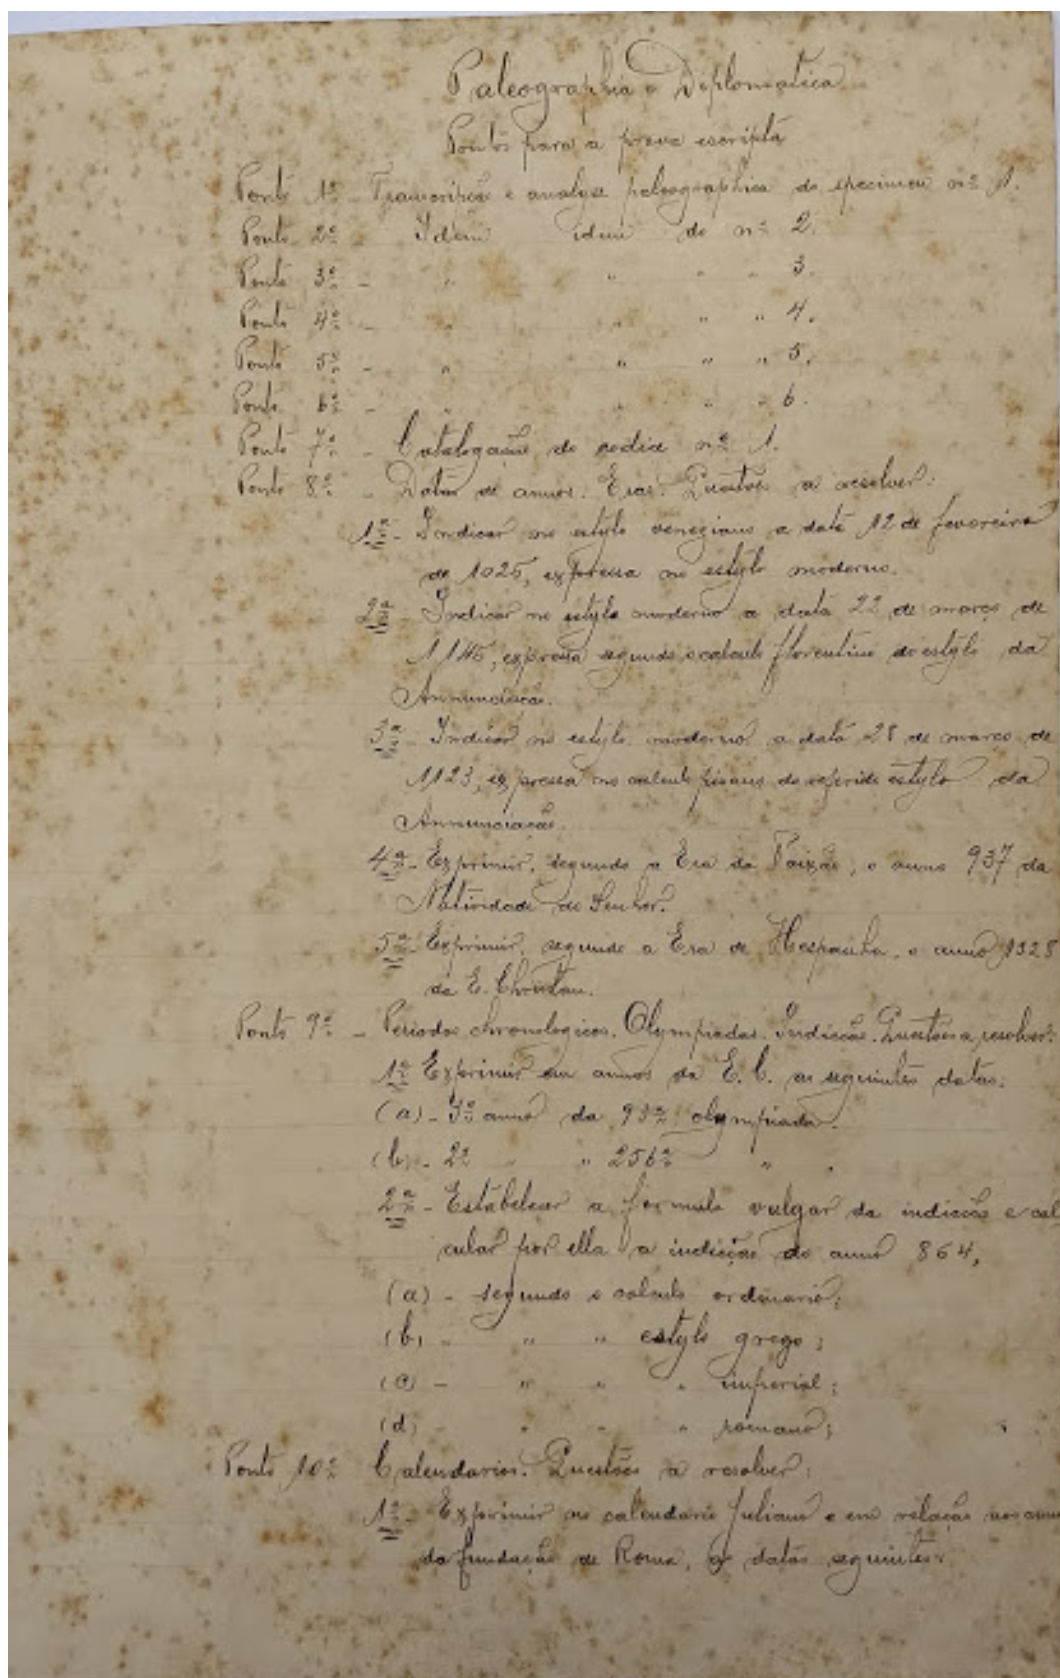 Paleographia e Diplomatica
Pontos para a prova escripta
Ponto 1º - Transcripção e analyse paleographica do specimen nº 1.
Ponto 2º - Idem idem do nº 2.
Ponto 3º - " " " " 3.
Ponto 4º - " " " " 4.
Ponto 5º - " " " " 5.
Ponto 6º - " " " " 6.
Ponto 7º - Catalogação do codice nº 1.
Ponto 8º - Datas de annos. Eras. Questões a resolver:
1ª - Indicar no estylo veneziano a data 12 de fevereiro
de 1025, expressa no estylo moderno.
2ª - Indicar no estylo moderno a data 22 de março de
1145, expressa segundo o calculo florentino do estylo da
Annunciação.
3ª - Indicar no estylo moderno a data 28 de março de
1123, expressa no calculo pisano do referido estylo da
Annunciação.
4ª - Exprimir, segundo a Era da Paixão, o anno 937 da
Natividade do Senhor.
5ª - Exprimir, segundo a Era de Hespanha, o anno 1328
da E. Christan.
Ponto 9º - Periodos chronologicos. Olympiadas. Indicção. Questões a resolver:
1ª Exprimir em annos da E. C. as seguintes datas:
(a) - 3º anno da 93ª olympiada.
(b) - 2º " " 256ª " .
2ª - Estabelecer a formula vulgar da indicção e cal
cular por ella a indicção do anno 864,
(a) - segundo o calculo ordinario;
(b) - " " estylo grego;
(c) - " " " imperial;
(d) - " " " romano;
Ponto 10º Calendarios. Questões a resolver:
1ª - Exprimir no calendario Juliano e em relação aos
da fundação de Roma, as datas seguintes: